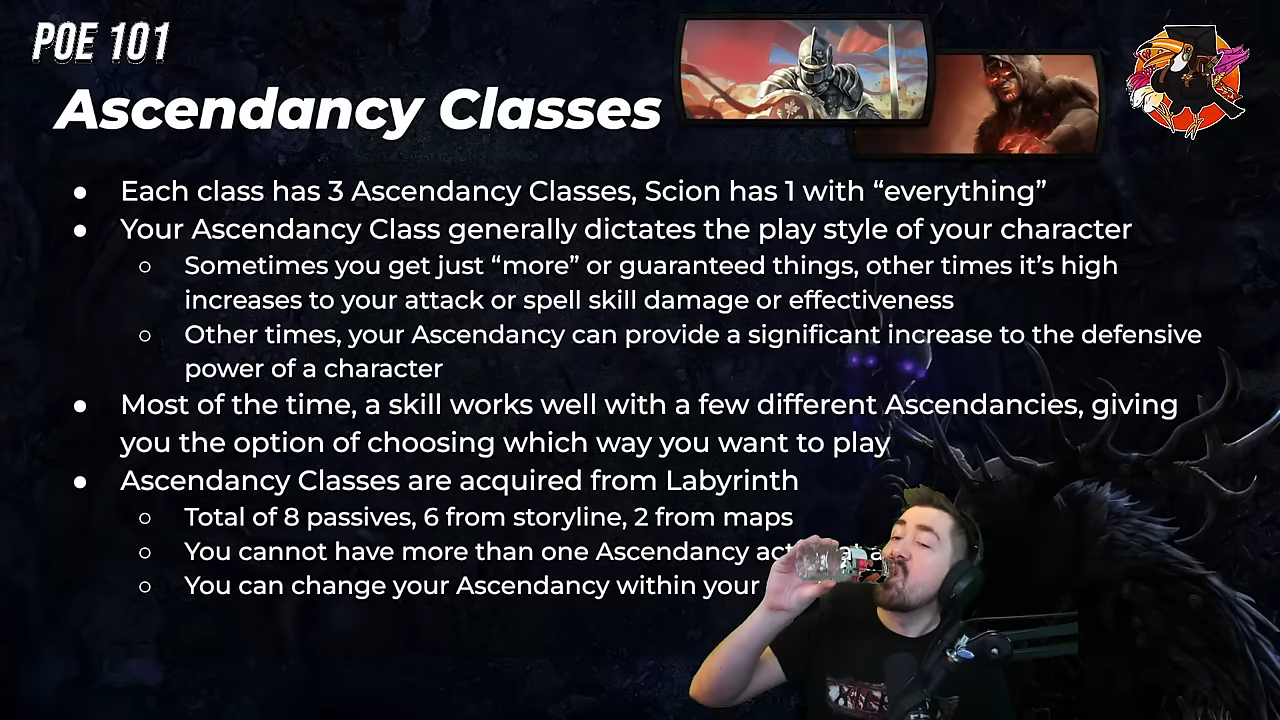 POE 101
Ascendancy Classes
● Each class has 3 Ascendancy Classes, Scion has 1 with “everything”
● Your Ascendancy Class generally dictates the play style of your character
○ Sometimes you get just “more” or guaranteed things, other times it’s high
increases to your attack or spell skill damage or effectiveness
○ Other times, your Ascendancy can provide a significant increase to the defensive
power of a character
● Most of the time, a skill works well with a few different Ascendancies, giving
you the option of choosing which way you want to play
● Ascendancy Classes are acquired from Labyrinth
○ Total of 8 passives, 6 from storyline, 2 from maps
○ You cannot have more than one Ascendancy
○ You can change your Ascendancy within your